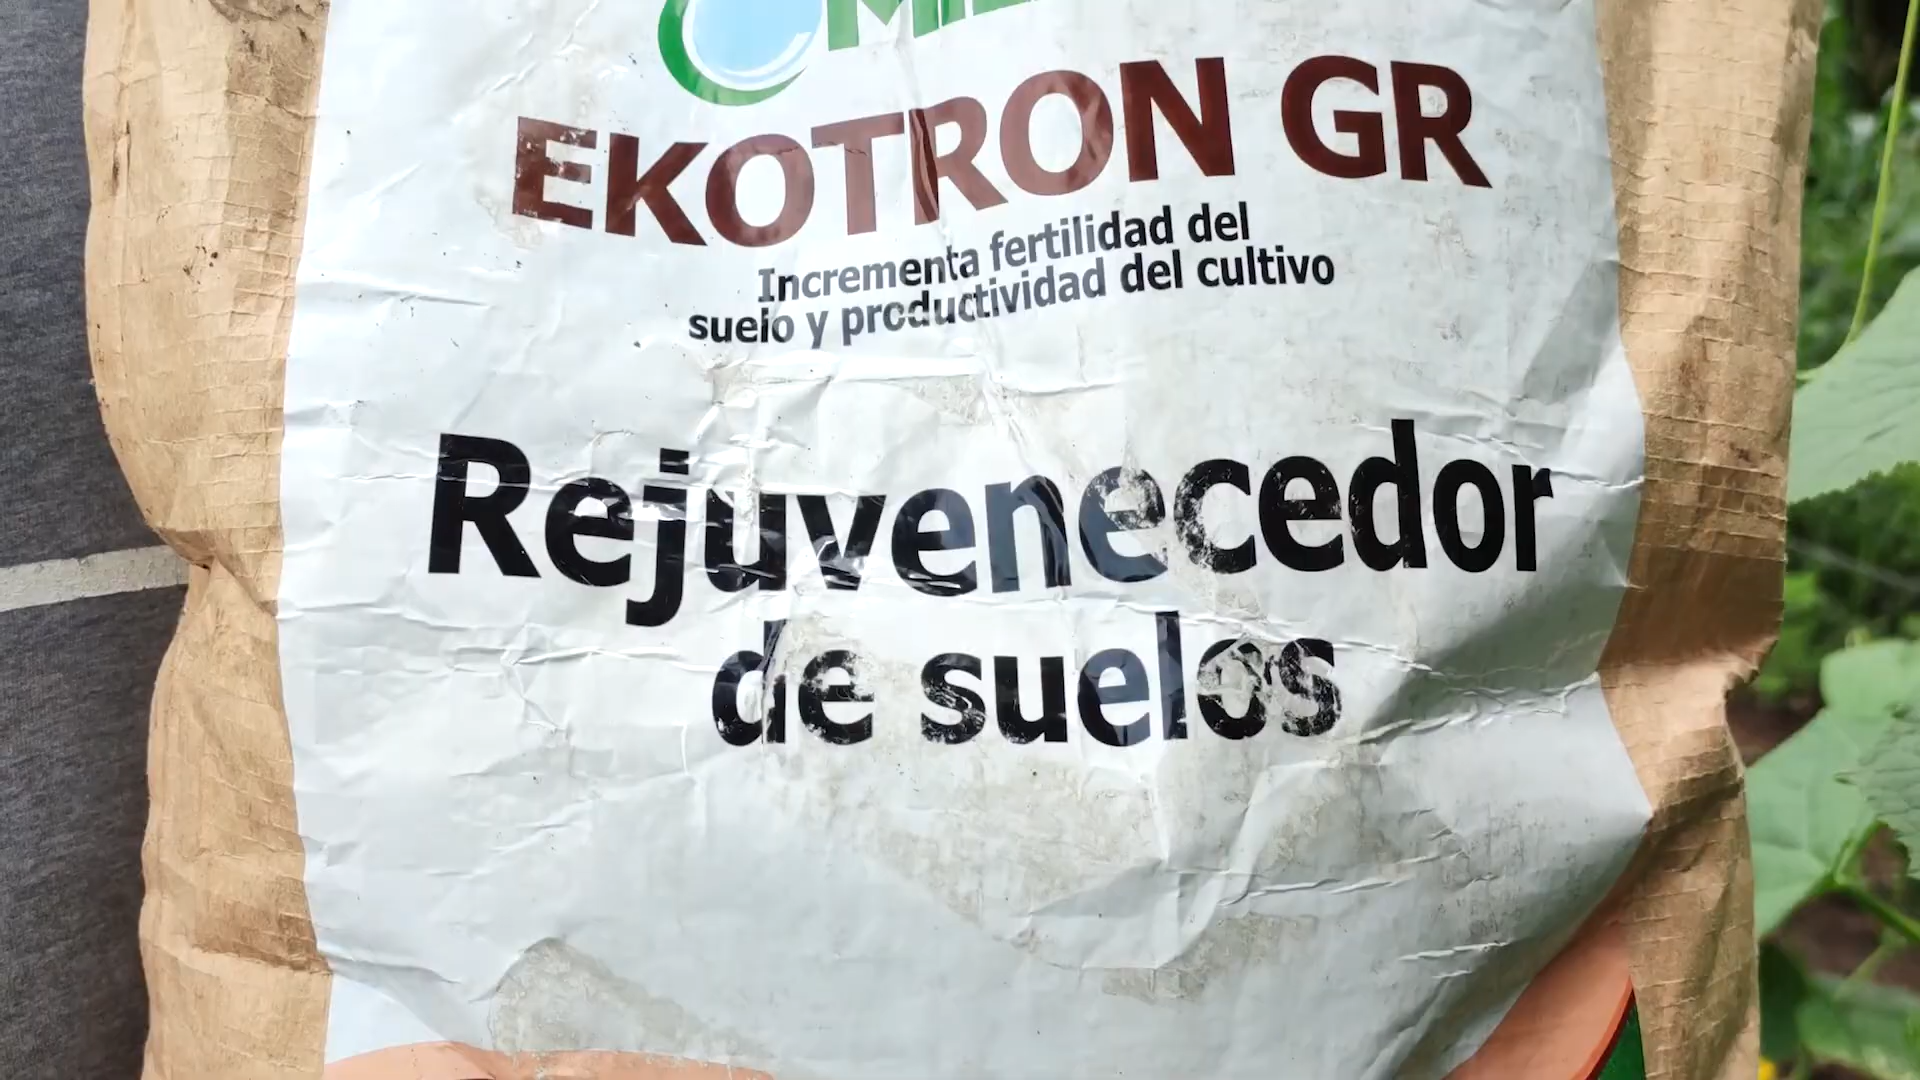 EKOTRON GR
Incrementa fertilidad del
suelo y productividad del cultivo
Rejuvenecedor
de suelos